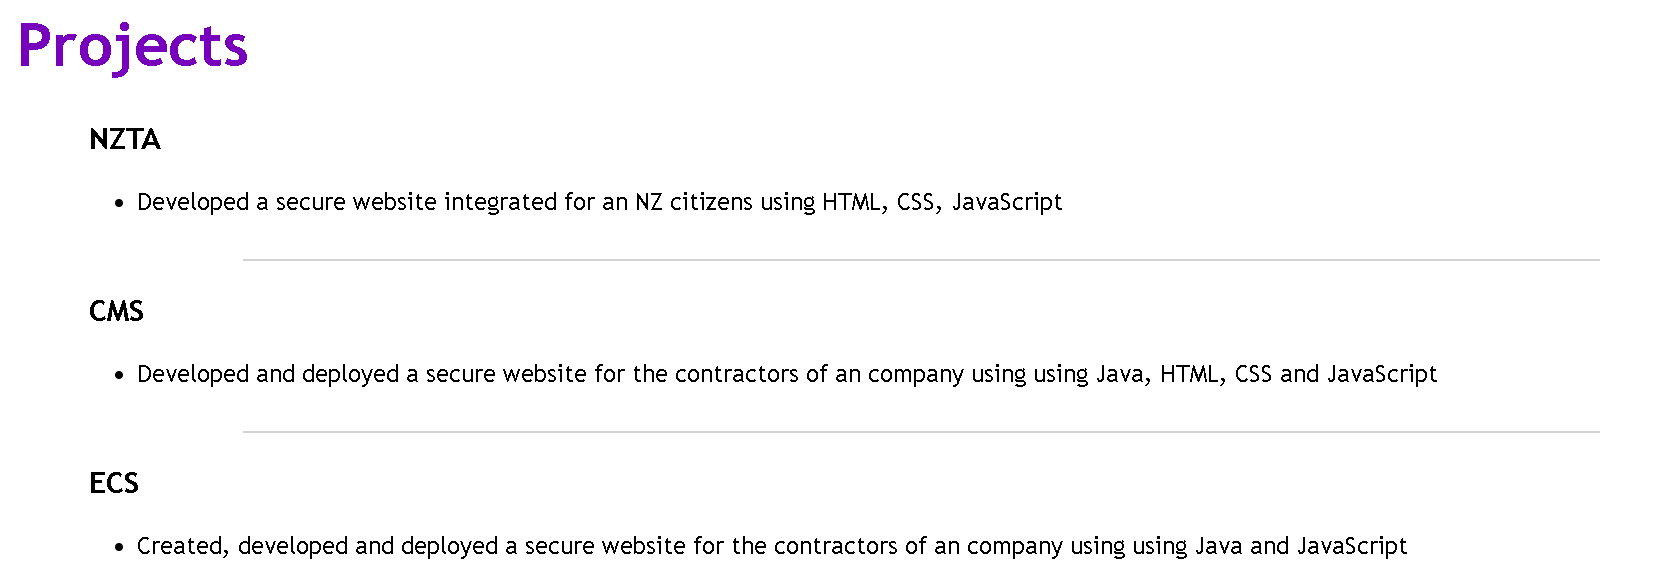 Projects
NZTA
• Developed a secure website integrated for an NZ citizens using HTML, CSS, JavaScript
CMS
• Developed and deployed a secure website for the contractors of an company using using Java, HTML, CSS and JavaScript
ECS
• Created, developed and deployed a secure website for the contractors of an company using using Java and JavaScript